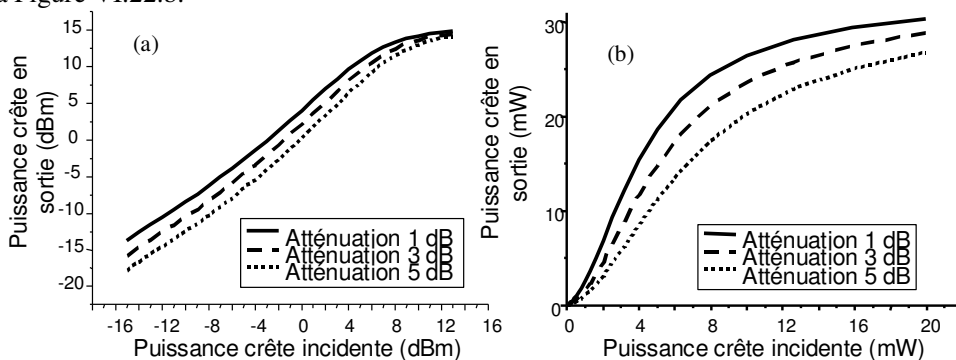 a Figure VI.22.b.
(a)
Puissance crête en
sortie (dBm)
15
10
5
0
-5
-10
-15
-20
Atténuation 1 dB
Atténuation 3 dB
Atténuation 5 dB
-16 -12 -8 -4 0 4 8 12 16
Puissance crête incidente (dBm)
(b)
Puissance crête en
sortie (mW)
30
20
10
0
Atténuation 1 dB
Atténuation 3 dB
Atténuation 5 dB
0 4 8 12 16 20
Puissance crête incidente (mW)